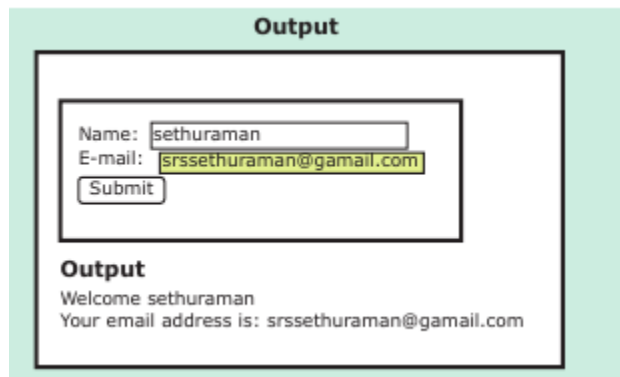 Output
Name: sethuraman
E-mail: srssethuraman@gamail.com
Submit
Output
Welcome sethuraman
Your email address is: srssethuraman@gamail.com